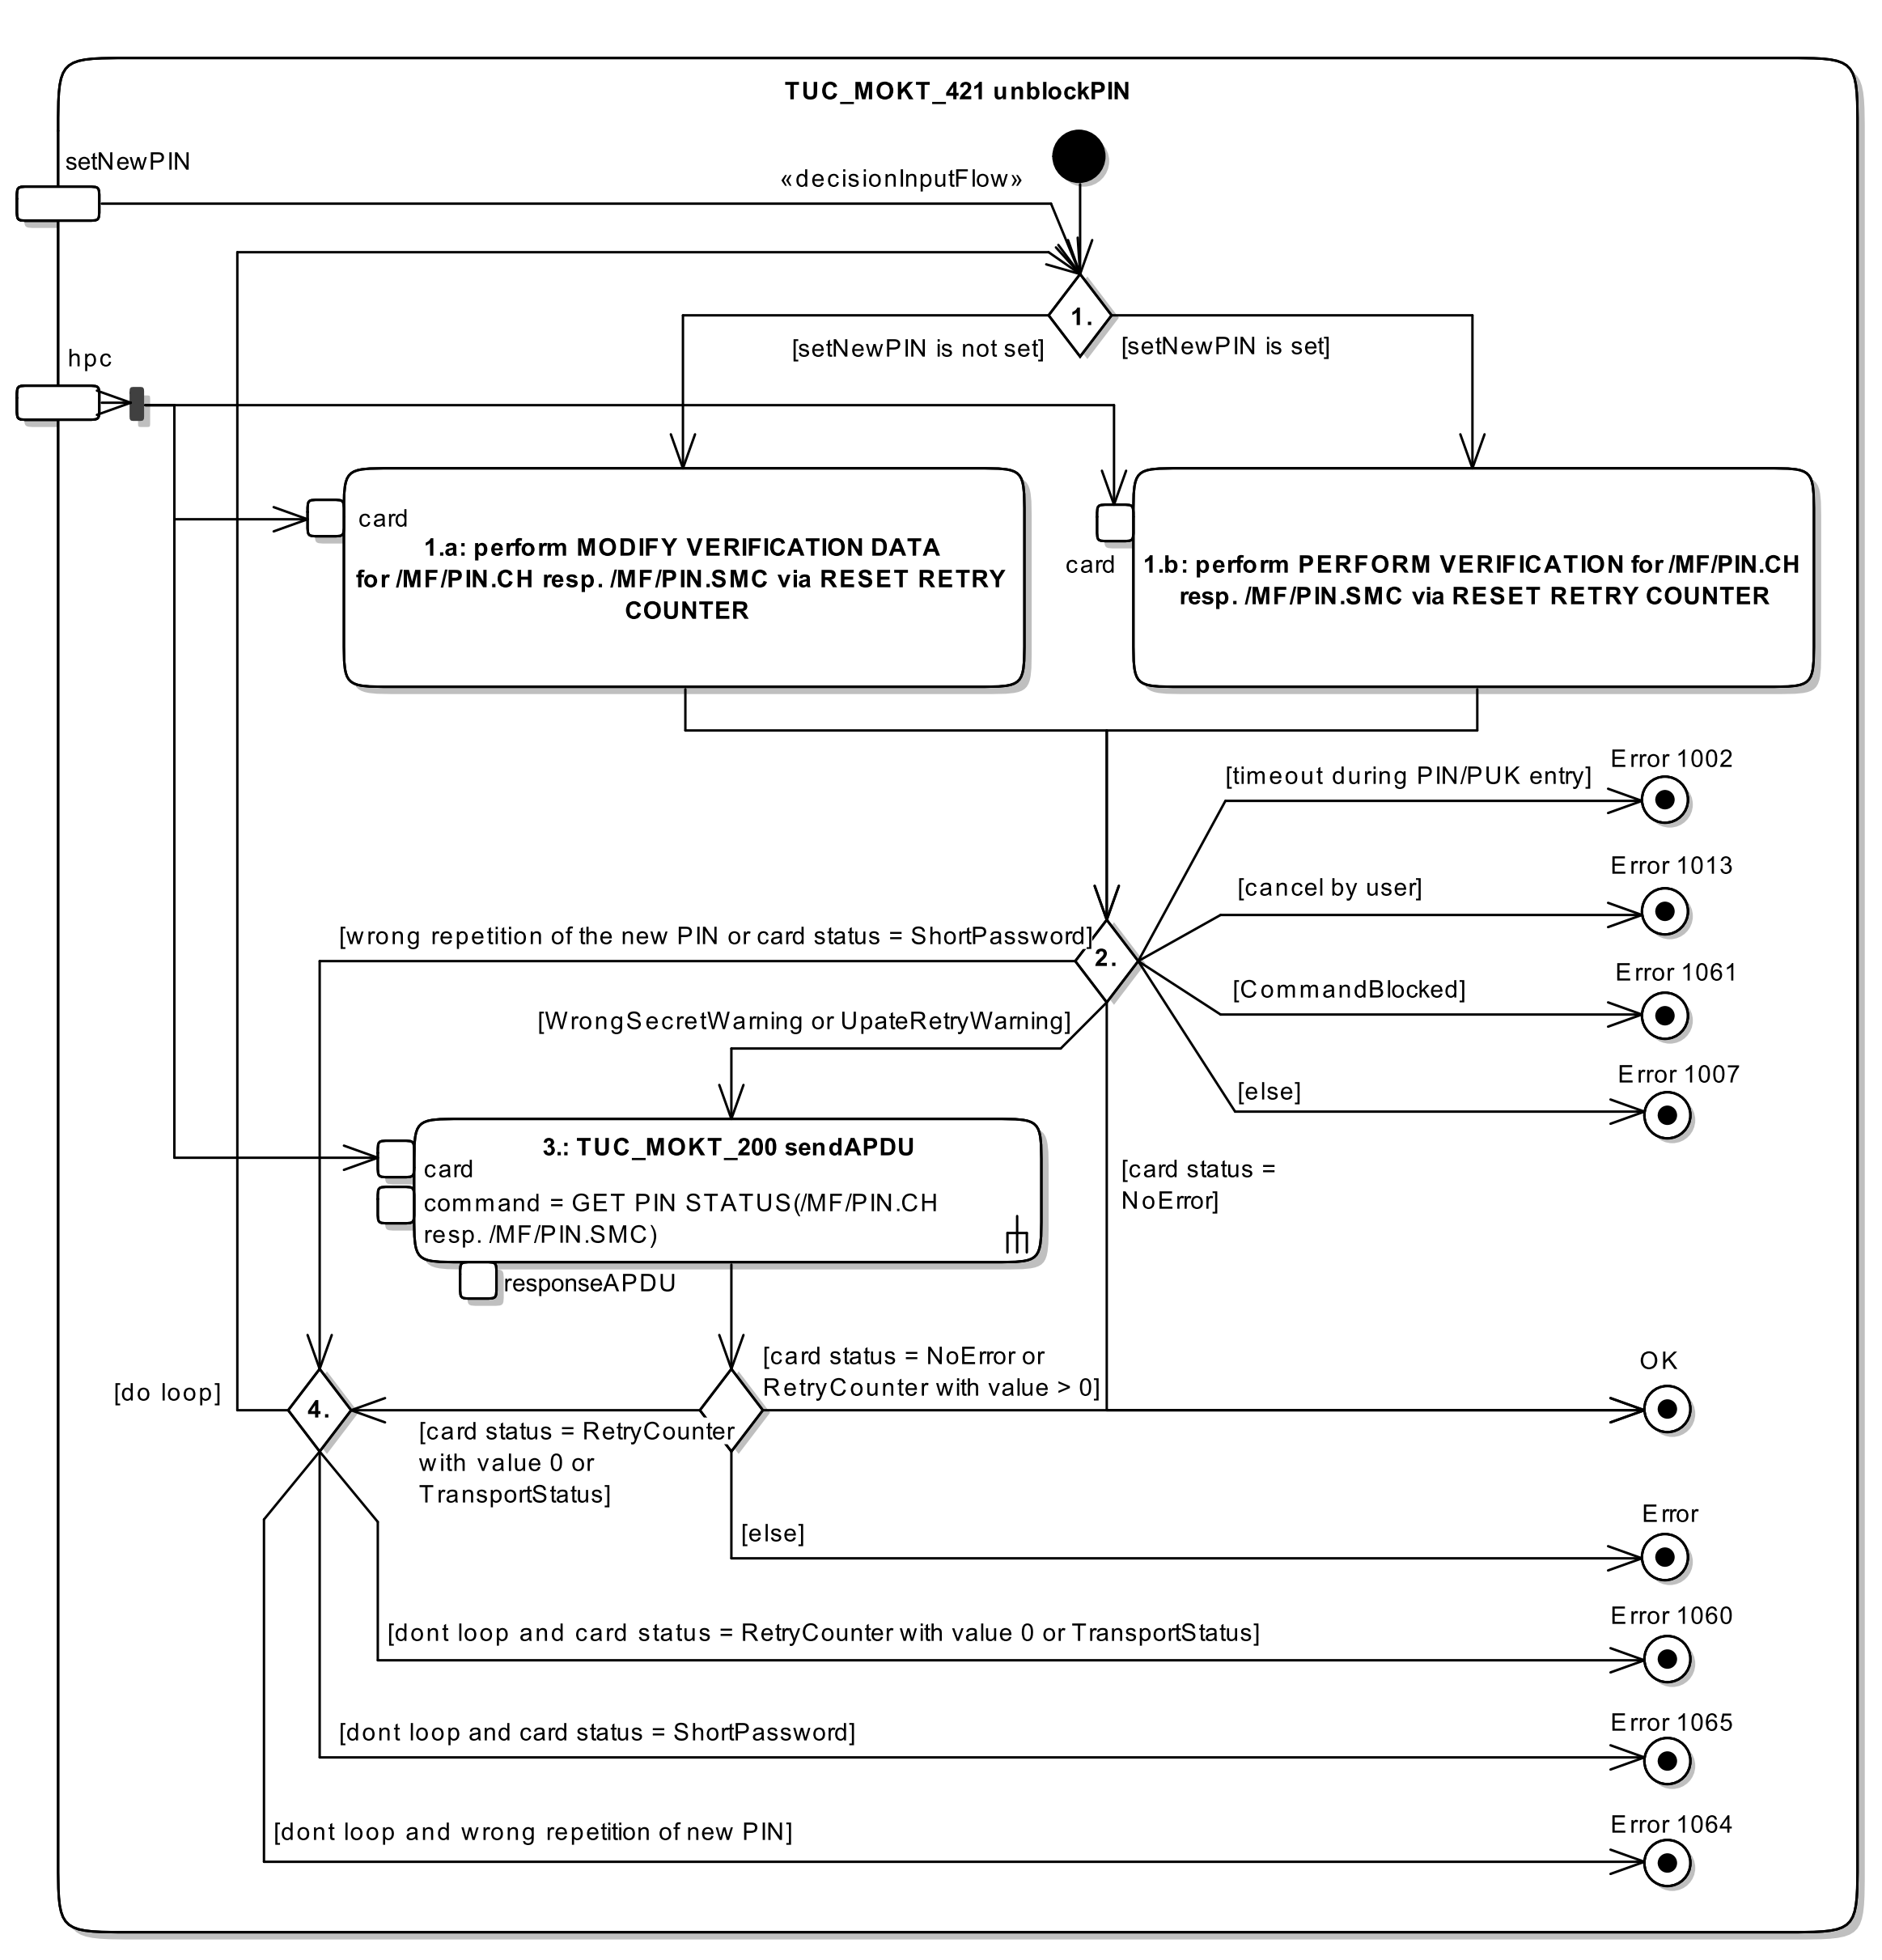 TUC_MOKT_421 unblockPIN
setNewPIN
«decisionInputFlow»
1.
[setNewPIN is not set]
[setNewPIN is set]
hpc
card
1.a: perform MODIFY VERIFICATION DATA
for /MF/PIN.CH resp. /MF/PIN.SMC via RESET RETRY
COUNTER
card
1.b: perform PERFORM VERIFICATION for /MF/PIN.CH
resp. /MF/PIN.SMC via RESET RETRY COUNTER
Error 1002
[timeout during PIN/PUK entry]
Error 1013
[cancel by user]
[wrong repetition of the new PIN or card status = ShortPassword]
2.
Error 1061
[CommandBlocked]
[WrongSecretWarning or UpateRetryWarning]
Error 1007
[else]
3.: TUC_MOKT_200 sendAPDU
card
command = GET PIN STATUS(/MF/PIN.CH
resp. /MF/PIN.SMC)
[card status =
NoError]
responseAPDU
[card status = NoError or
RetryCounter with value > 0]
OK
[do loop]
4.
[card status = RetryCounter
with value 0 or
TransportStatus]
Error
[else]
Error 1060
[dont loop and card status = RetryCounter with value 0 or TransportStatus]
Error 1065
[dont loop and card status = ShortPassword]
Error 1064
[dont loop and wrong repetition of new PIN]